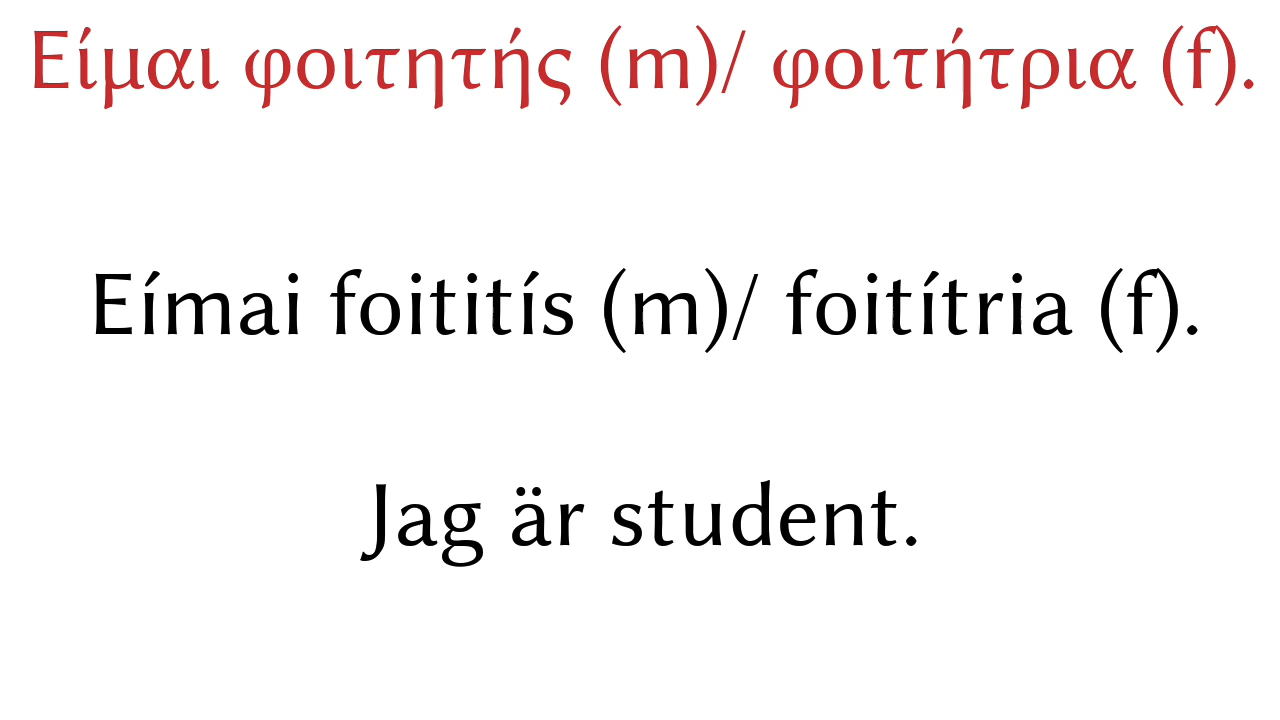 Είμαι φοιτητής (m)/ φοιτήτρια (f).
Eímai foititís (m)/ foitítria (f).
Jag är student.